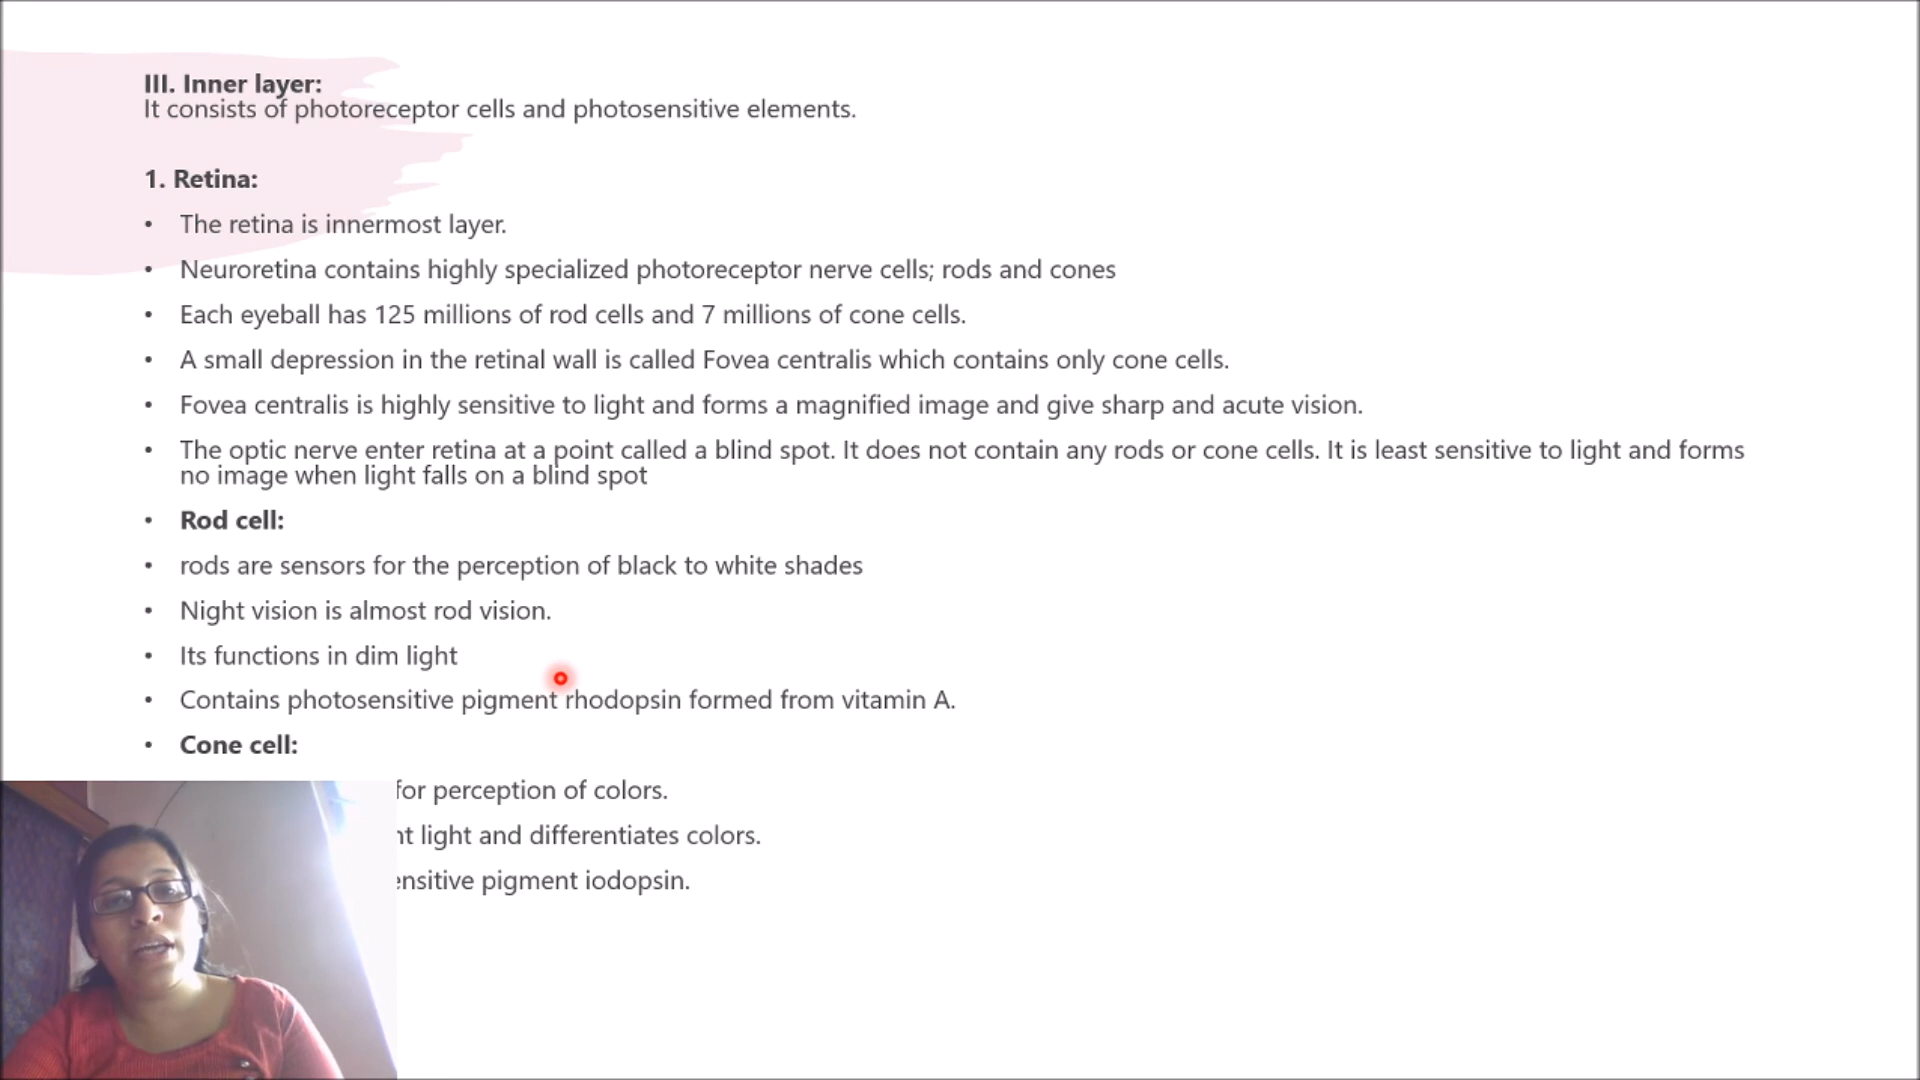 III. Inner layer:
It consists of photoreceptor cells and photosensitive elements.
1. Retina:
• The retina is innermost layer.
• Neuroretina contains highly specialized photoreceptor nerve cells; rods and cones
• Each eyeball has 125 millions of rod cells and 7 millions of cone cells.
• A small depression in the retinal wall is called Fovea centralis which contains only cone cells.
• Fovea centralis is highly sensitive to light and forms a magnified image and give sharp and acute vision.
• The optic nerve enter retina at a point called a blind spot. It does not contain any rods or cone cells. It is least sensitive to light and forms
no image when light falls on a blind spot
• Rod cell:
• rods are sensors for the perception of black to white shades
• Night vision is almost rod vision.
• Its functions in dim light
• Contains photosensitive pigment rhodopsin formed from vitamin A.
• Cone cell:
for perception of colors.
light and differentiates colors.
pigment iodopsin.